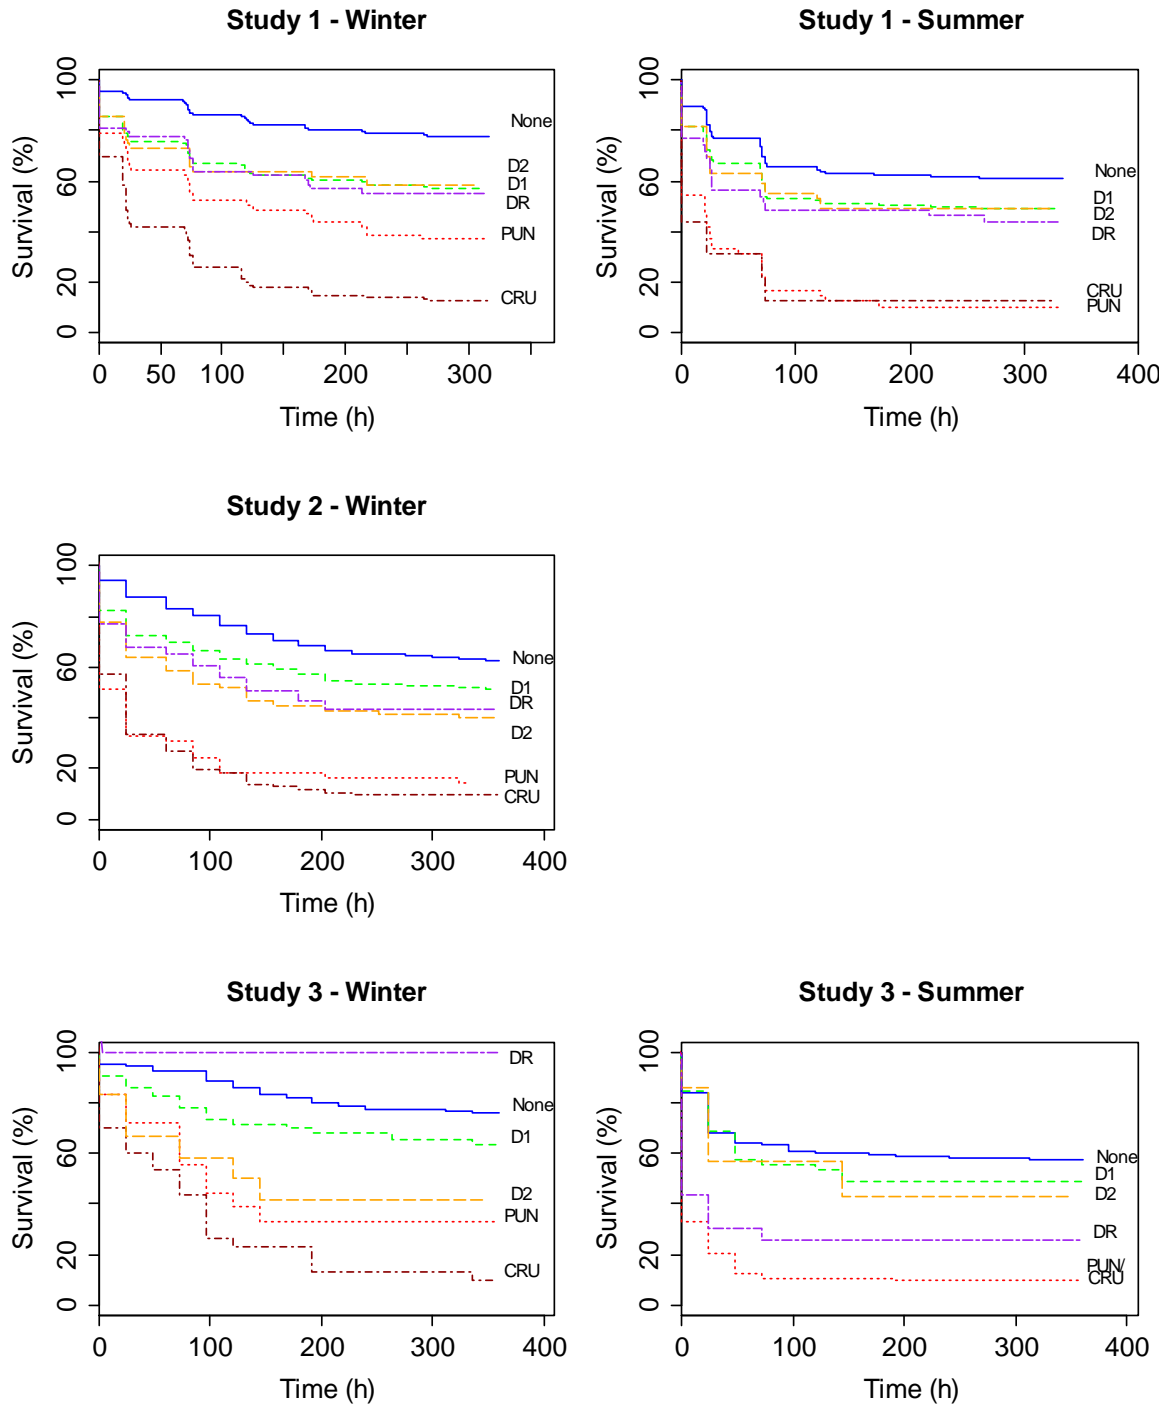 Study 1 - Winter
Survival (%)
100
60
20
0
None
D2
D1
DR
PUN
CRU
0 50 100 200 300
Time (h)
Study 1 - Summer
Survival (%)
100
60
20
0
None
D1
D2
DR
CRU
PUN
0 100 200 300 400
Time (h)
Study 2 - Winter
Survival (%)
100
60
20
0
None
D1
DR
D2
PUN
CRU
0 100 200 300 400
Time (h)
Study 3 - Winter
Survival (%)
100
60
20
0
DR
None
D1
D2
PUN
CRU
0 100 200 300 400
Time (h)
Study 3 - Summer
Survival (%)
100
60
20
0
None
D1
D2
DR
PUN/
CRU
0 100 200 300 400
Time (h)